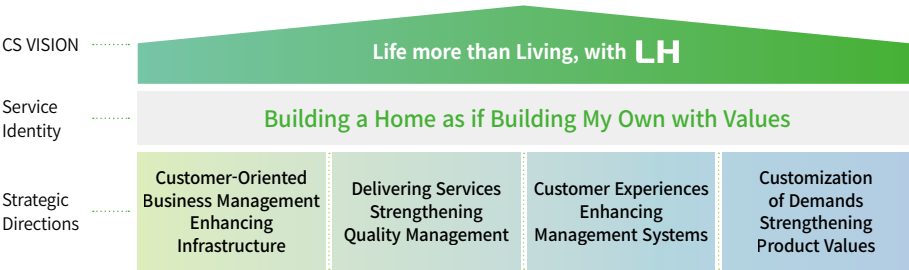 CS VISION
Life more than Living, with LH
Service
Identity
Building a Home as if Building My Own with Values
Strategic
Directions
Customer-Oriented
Business Management
Enhancing
Infrastructure
Delivering Services
Strengthening
Quality Management
Customer Experiences
Enhancing
Management Systems
Customization
of Demands
Strengthening
Product Values